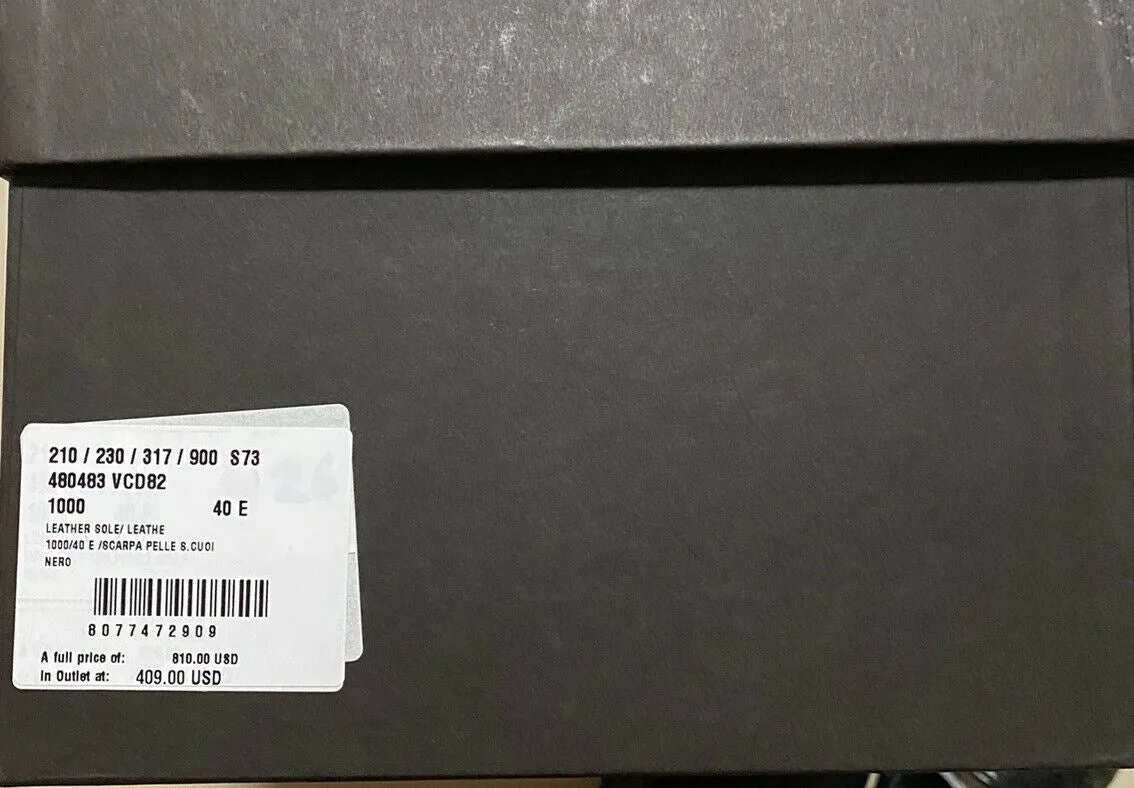 210 / 230 / 317 / 900 S73
480483 VCD82
1000 40 E
LEATHER SOLE/ LEATHE
1000/40 E /SCARPA PELLE S.CUOI
NERO
8077472909
A full price of: 810.00 USD
In Outlet at: 409.00 USD